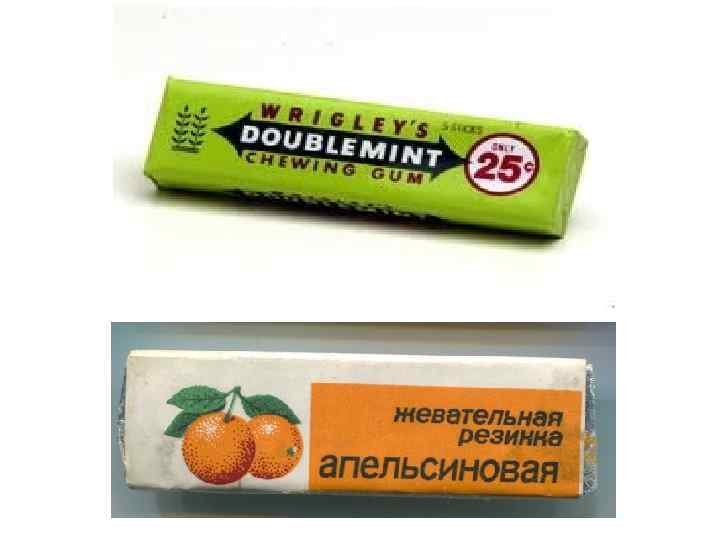 WRIGLEY'S
DOUBLEMINT
CHEWING GUM
5 STICKS
ONLY
25¢
жевательная
резинка
апельсиновая